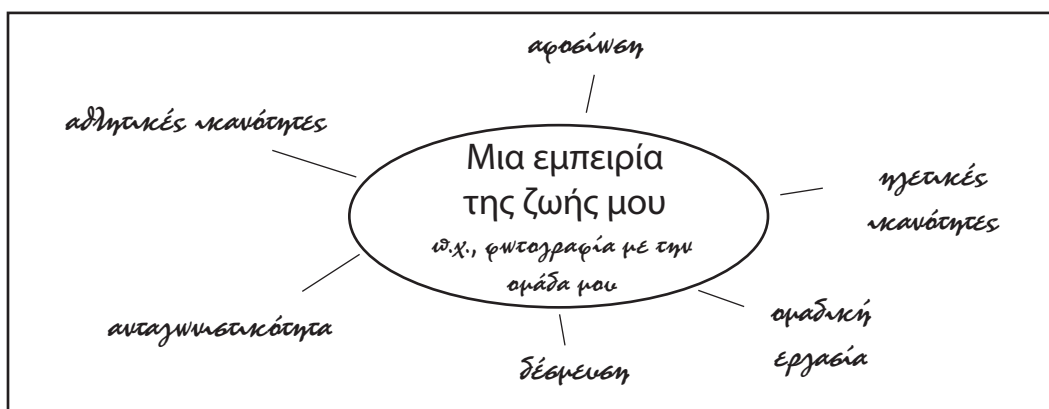 αφοσίωση
αθλητικές ικανότητες
Μια εμπειρία
της ζωής μου
π.χ., φωτογραφία με την
ομάδα μου
ηγετικές
ικανότητες
ανταγωνιστικότητα
δέσμευση
ομαδική
εργασία